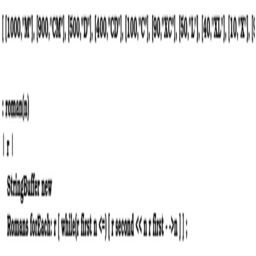 [ [1000,"M"], [900,"CM"], [500,"D"], [400,"CD"], [100,"C"], [90,"XC"], [50,"L"], [40,"XL"], [10,"X"],
: roman(n)
| r |
StringBuffer new
Romans forEach: r [ while(r first n <=) [ r second << n r first - ->n ] ] ;